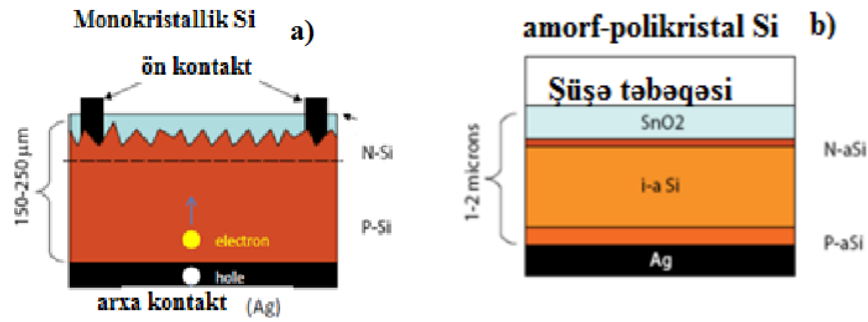 Monokristallik Si
a)
ön kontakt
150-250 µm
N-Si
P-Si
electron
hole
arxa kontakt (Ag)
amorf-polikristal Si
b)
Şüşə təbəqəsi
SnO2
1-2 microns
N-aSi
i-a Si
P-aSi
Ag